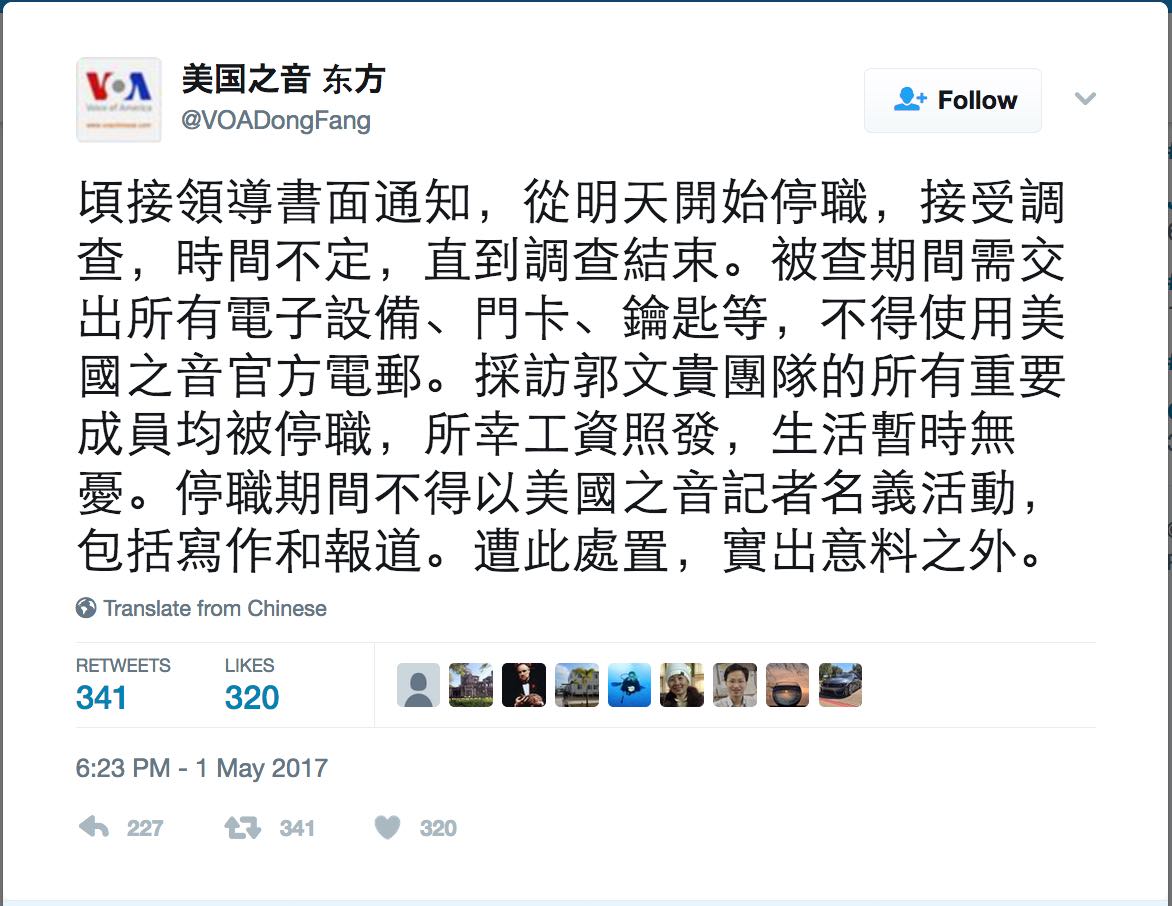 VOA
Voice of America
www.voachinese.com
美国之音 东方
@VOADongFang
Follow
頃接領導書面通知，從明天開始停職，接受調
查，時間不定，直到調查結束。被查期間需交
出所有電子設備、門卡、鑰匙等，不得使用美
國之音官方電郵。採訪郭文貴團隊的所有重要
成員均被停職，所幸工資照發，生活暫時無
憂。停職期間不得以美國之音記者名義活動，
包括寫作和報道。遭此處置，實出意料之外。
Translate from Chinese
RETWEETS LIKES
341 320
6:23 PM - 1 May 2017
227 341 320